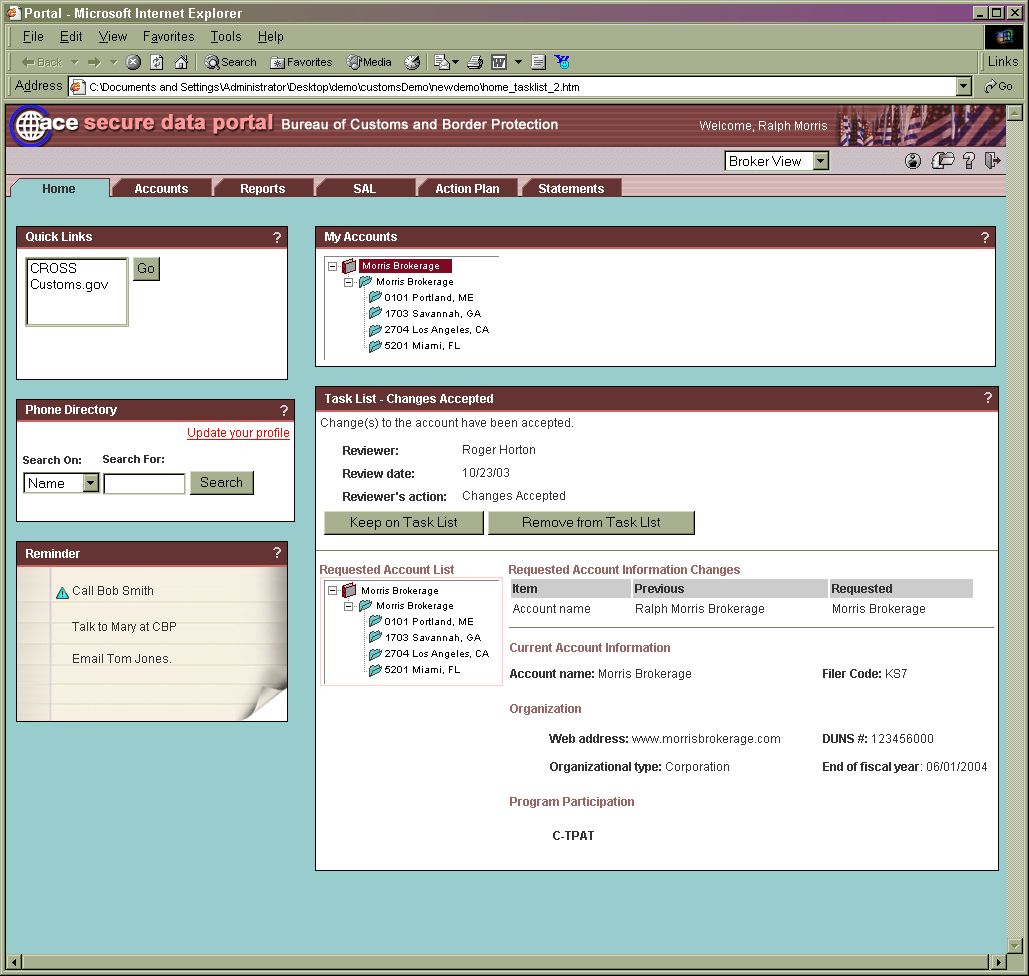 Portal - Microsoft Internet Explorer
File Edit View Favorites Tools Help
Back Search Favorites Media Links
Address C:\Documents and Settings\Administrator\Desktop\demo\customsDemo\newdemo\home_tasklist_2.htm Go
ace secure data portal Bureau of Customs and Border Protection Welcome, Ralph Morris
Broker View ?
Home Accounts Reports SAL Action Plan Statements
Quick Links ?
CROSS
Customs.gov
Go
My Accounts ?
Morris Brokerage
Morris Brokerage
0101 Portland, ME
1703 Savannah, GA
2704 Los Angeles, CA
5201 Miami, FL
Phone Directory ?
Update your profile
Search On: Search For:
Name Search
Reminder ?
Call Bob Smith
Talk to Mary at CBP
Email Tom Jones.
Task List - Changes Accepted ?
Change(s) to the account have been accepted.
Reviewer: Roger Horton
Review date: 10/23/03
Reviewer's action: Changes Accepted
Keep on Task List Remove from Task LIst
Requested Account List
Morris Brokerage
Morris Brokerage
0101 Portland, ME
1703 Savannah, GA
2704 Los Angeles, CA
5201 Miami, FL
Requested Account Information Changes
Item Previous Requested
Account name Ralph Morris Brokerage Morris Brokerage
Current Account Information
Account name: Morris Brokerage Filer Code: KS7
Organization
Web address: www.morrisbrokerage.com DUNS #: 123456000
Organizational type: Corporation End of fiscal year: 06/01/2004
Program Participation
C-TPAT